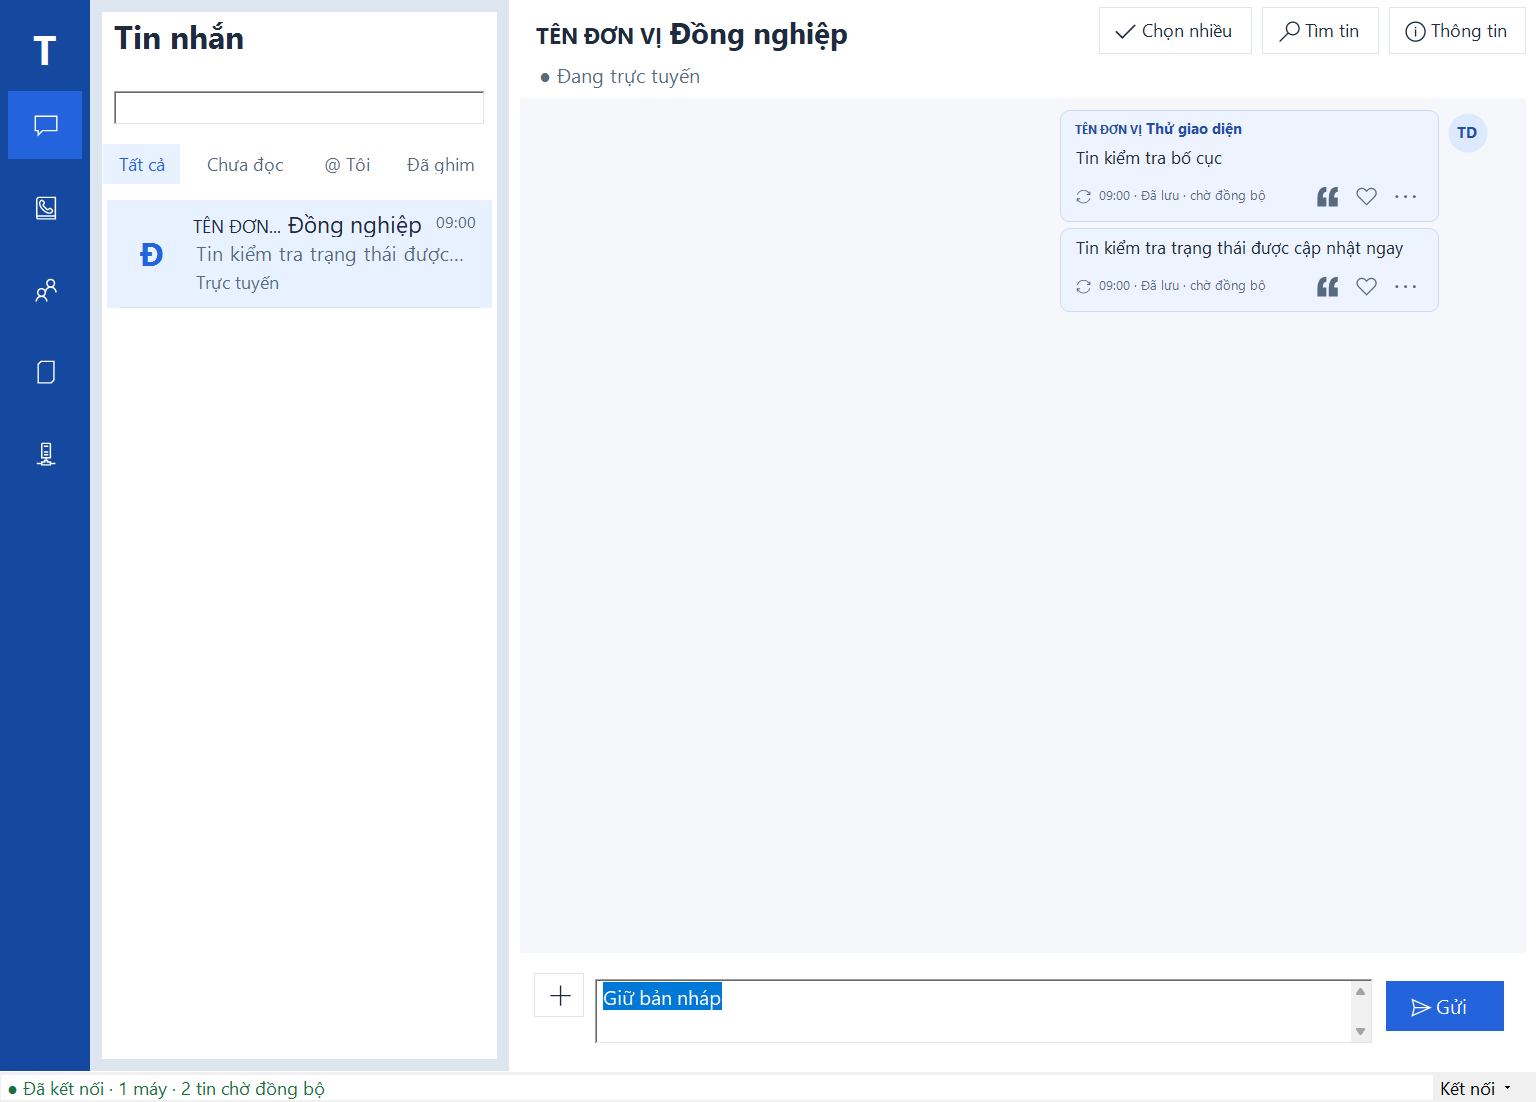 T
Tin nhắn
Tất cả
Chưa đọc
@ Tôi
Đã ghim
Đ
TÊN ĐƠN... Đồng nghiệp 09:00
Tin kiểm tra trạng thái được...
Trực tuyến
TÊN ĐƠN VỊ Đồng nghiệp
● Đang trực tuyến
Chọn nhiều
Tìm tin
Thông tin
TÊN ĐƠN VỊ Thử giao diện
TD
Tin kiểm tra bố cục
09:00 · Đã lưu · chờ đồng bộ
Tin kiểm tra trạng thái được cập nhật ngay
09:00 · Đã lưu · chờ đồng bộ
Giữ bản nháp
Gửi
● Đã kết nối · 1 máy · 2 tin chờ đồng bộ
Kết nối